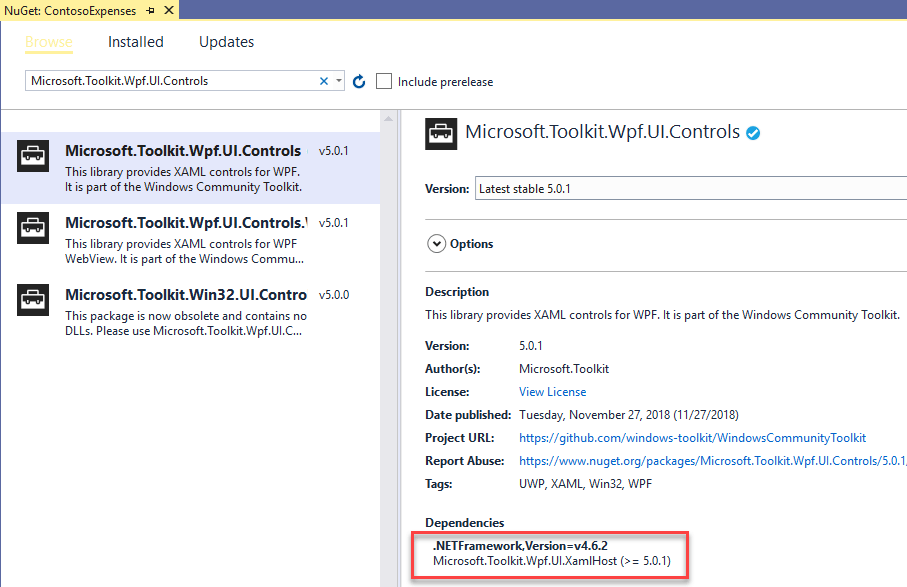 NuGet: ContosoExpenses
Browse Installed Updates
Microsoft.Toolkit.Wpf.UI.Controls
Include prerelease
Microsoft.Toolkit.Wpf.UI.Controls v5.0.1
This library provides XAML controls for WPF.
It is part of the Windows Community Toolkit.
Microsoft.Toolkit.Wpf.UI.Controls. v5.0.1
This library provides XAML controls for WPF
WebView. It is part of the Windows Commu...
Microsoft.Toolkit.Win32.UI.Contro v5.0.0
This package is now obsolete and contains no
DLLs. Please use Microsoft.Toolkit.Wpf.UI.C...
Microsoft.Toolkit.Wpf.UI.Controls
Version: Latest stable 5.0.1
Options
Description
This library provides XAML controls for WPF. It is part of the Windows Community Toolkit.
Version: 5.0.1
Author(s): Microsoft.Toolkit
License: View License
Date published: Tuesday, November 27, 2018 (11/27/2018)
Project URL: https://github.com/windows-toolkit/WindowsCommunityToolkit
Report Abuse: https://www.nuget.org/packages/Microsoft.Toolkit.Wpf.UI.Controls/5.0.1/
Tags: UWP, XAML, Win32, WPF
Dependencies
.NETFramework,Version=v4.6.2
Microsoft.Toolkit.Wpf.UI.XamlHost (>= 5.0.1)